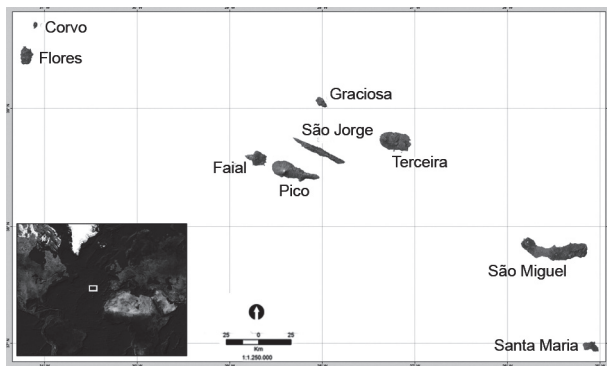 Corvo
Flores
Graciosa
São Jorge
Terceira
Faial
Pico
São Miguel
Santa Maria
25 0 25
Km
1:1.250.000